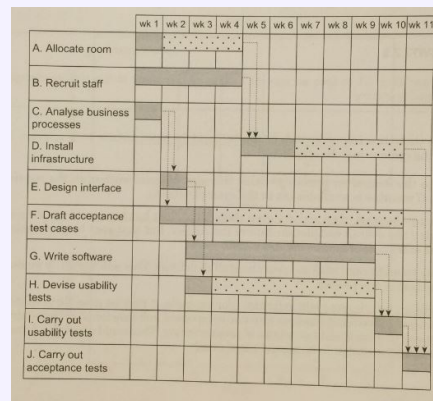 wk 1 wk 2 wk 3 wk 4 wk 5 wk 6 wk 7 wk 8 wk 9 wk 10 wk 11
A. Allocate room
B. Recruit staff
C. Analyse business
processes
D. Install
infrastructure
E. Design interface
F. Draft acceptance
test cases
G. Write software
H. Devise usability
tests
I. Carry out
usability tests
J. Carry out
acceptance tests